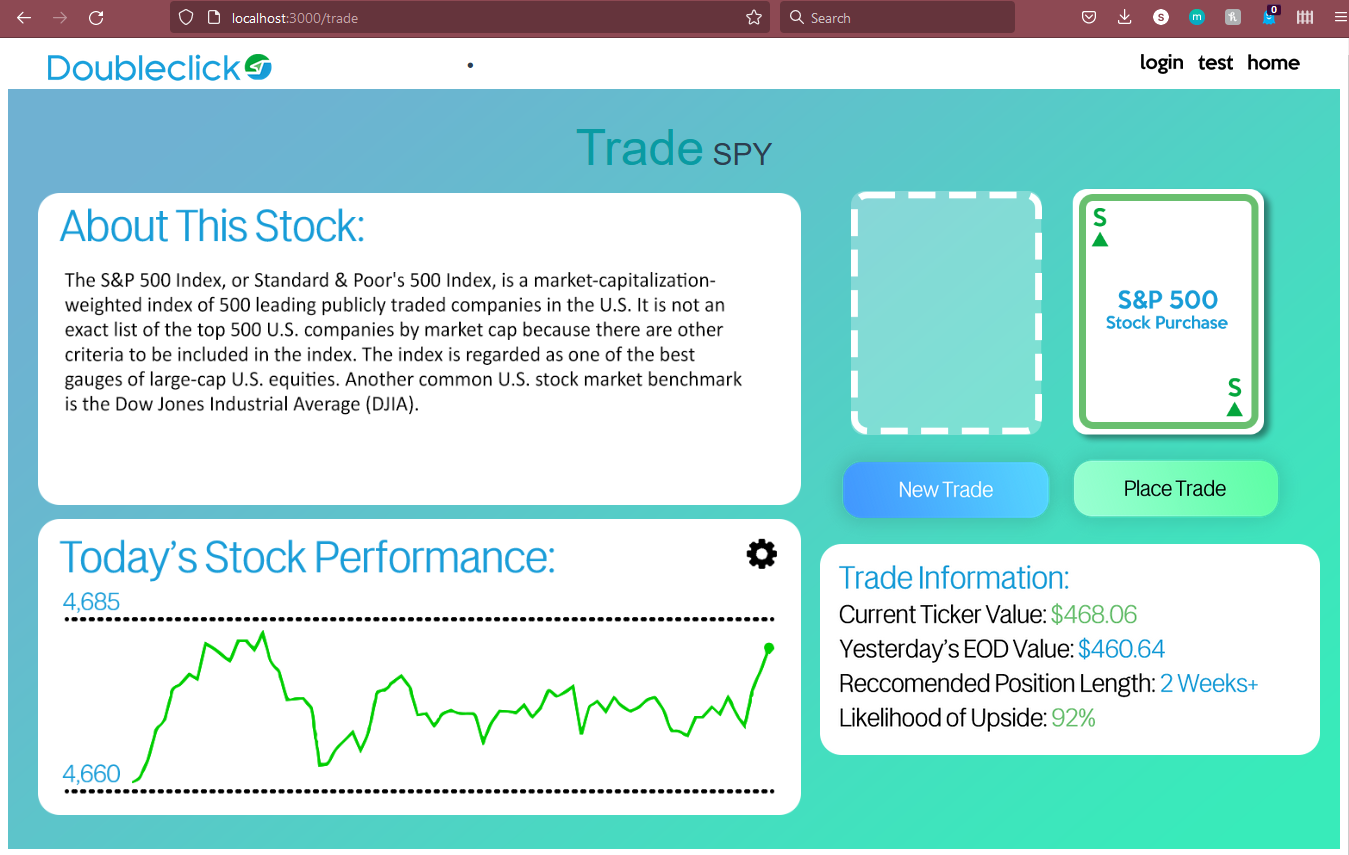 localhost:3000/trade
Search
S
m
0
Doubleclick
login test home
Trade SPY
About This Stock:
The S&P 500 Index, or Standard & Poor's 500 Index, is a market-capitalization-
weighted index of 500 leading publicly traded companies in the U.S. It is not an
exact list of the top 500 U.S. companies by market cap because there are other
criteria to be included in the index. The index is regarded as one of the best
gauges of large-cap U.S. equities. Another common U.S. stock market benchmark
is the Dow Jones Industrial Average (DJIA).
S
S&P 500
Stock Purchase
S
New Trade
Place Trade
Today's Stock Performance:
4,685
4,660
Trade Information:
Current Ticker Value: $468.06
Yesterday's EOD Value: $460.64
Reccomended Position Length: 2 Weeks+
Likelihood of Upside: 92%